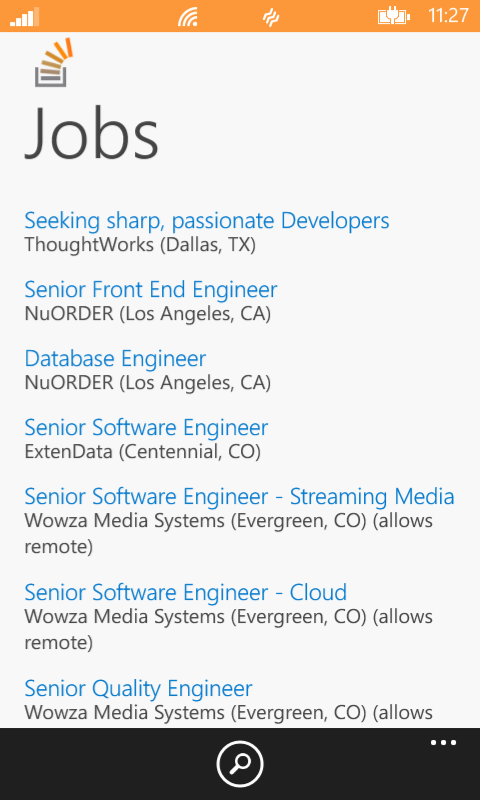 11:27
Jobs
Seeking sharp, passionate Developers
ThoughtWorks (Dallas, TX)
Senior Front End Engineer
NuORDER (Los Angeles, CA)
Database Engineer
NuORDER (Los Angeles, CA)
Senior Software Engineer
ExtenData (Centennial, CO)
Senior Software Engineer - Streaming Media
Wowza Media Systems (Evergreen, CO) (allows
remote)
Senior Software Engineer - Cloud
Wowza Media Systems (Evergreen, CO) (allows
remote)
Senior Quality Engineer
Wowza Media Systems (Evergreen, CO) (allows